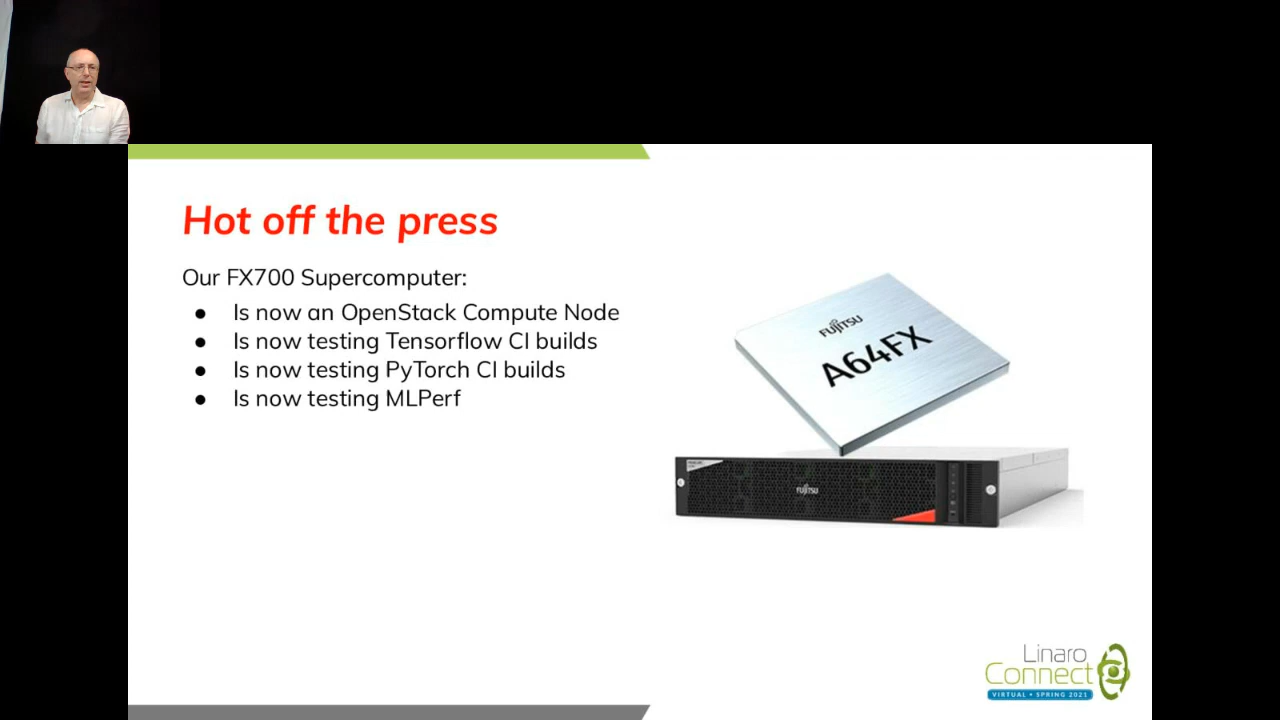 Hot off the press
Our FX700 Supercomputer:
● Is now an OpenStack Compute Node
● Is now testing Tensorflow CI builds
● Is now testing PyTorch CI builds
● Is now testing MLPerf
FUJITSU
A64FX
FUJITSU
Linaro
Connect
VIRTUAL • SPRING 2021